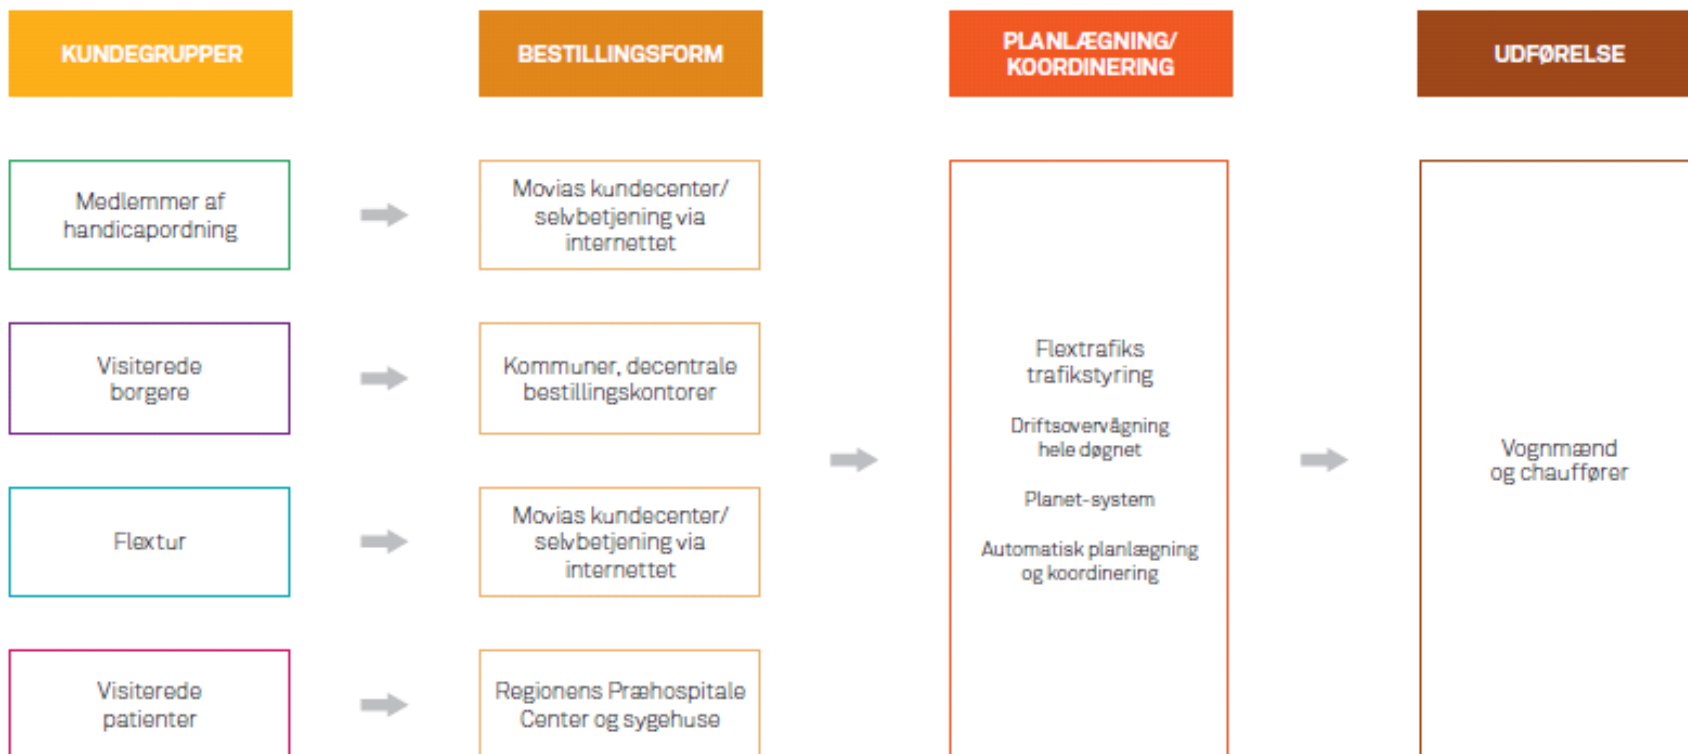 KUNDEGRUPPER
BESTILLINGSFORM
PLANLÆGNING/
KOORDINERING
UDFØRELSE
Medlemmer af
handicapordning
Movias kundecenter/
selvbetjening via
internettet
Visiterede
borgere
Kommuner, decentrale
bestillingskontorer
Flextur
Movias kundecenter/
selvbetjening via
internettet
Visiterede
patienter
Regionens Præhospitale
Center og sygehuse
Flextrafiks
trafikstyring
Driftsovervågning
hele døgnet
Planet-system
Automatisk planlægning
og koordinering
Vognmænd
og chauffører